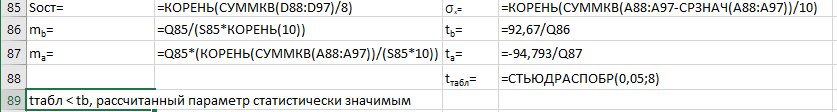 85 Sост= =КОРЕНЬ(СУММКВ(D88:D97)/8) σₓ= =КОРЕНЬ(СУММКВ(A88:A97-СРЗНАЧ(A88:A97))/10)
86 mb= =Q85/(S85*КОРЕНЬ(10)) tb= =92,67/Q86
87 ma= =Q85*(КОРЕНЬ(СУММКВ(A88:A97))/(S85*10)) ta= =-94,793/Q87
88 tтабл= =СТЬЮДРАСПОБР(0,05;8)
89 tтабл < tb, рассчитанный параметр статистически значимым